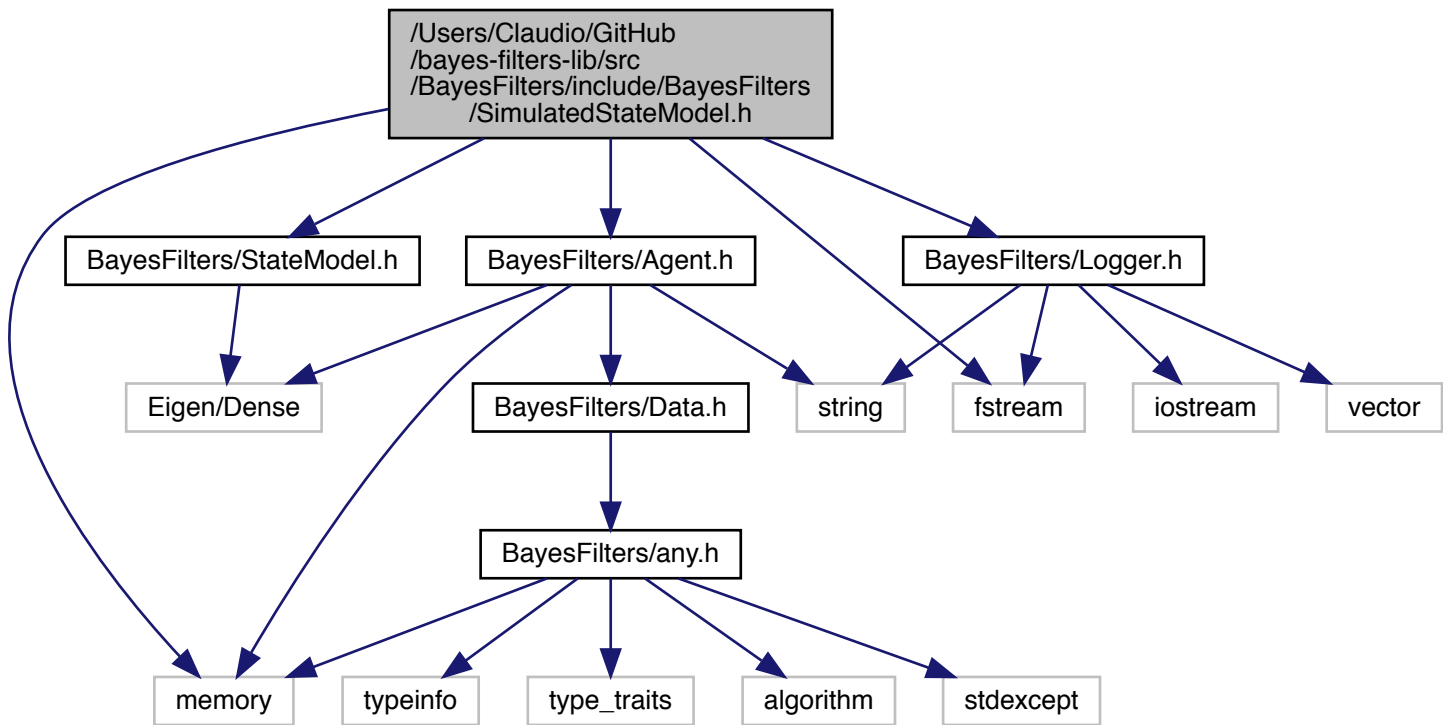 /Users/Claudio/GitHub
/bayes-filters-lib/src
/BayesFilters/include/BayesFilters
/SimulatedStateModel.h
BayesFilters/StateModel.h
BayesFilters/Agent.h
BayesFilters/Logger.h
Eigen/Dense
BayesFilters/Data.h
string
fstream
iostream
vector
BayesFilters/any.h
memory
typeinfo
type_traits
algorithm
stdexcept